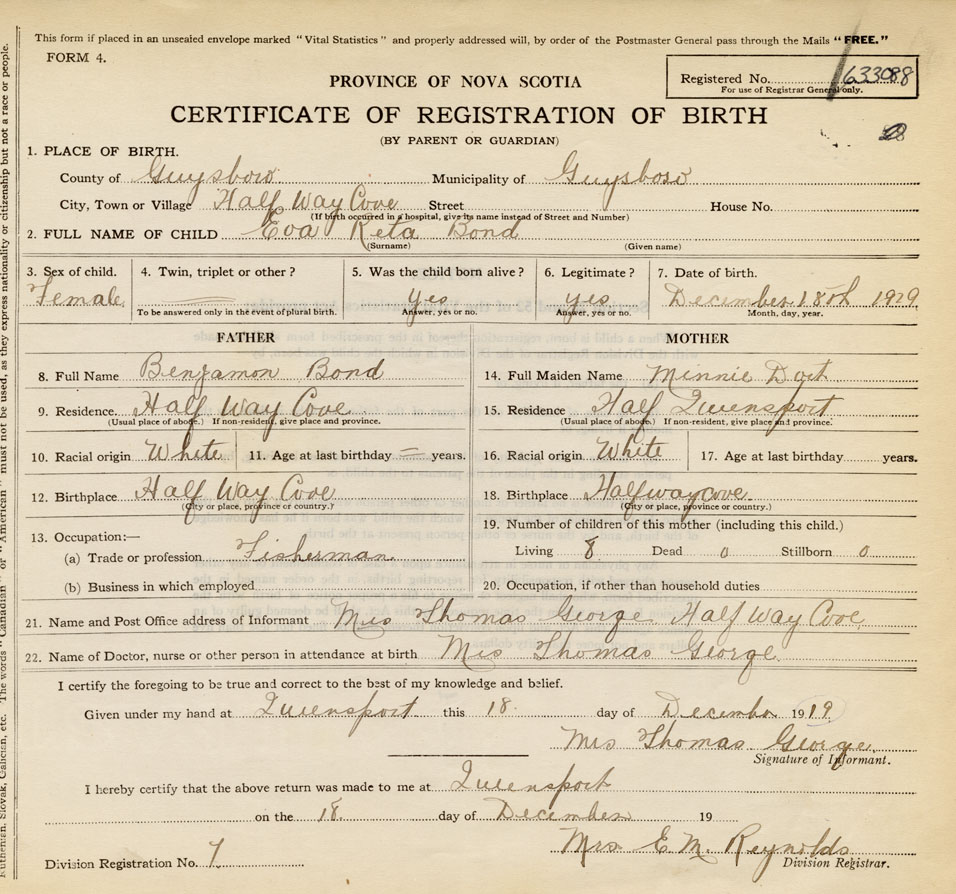 This form if placed in an unsealed envelope marked "Vital Statistics" and properly addressed will, by order of the Postmaster General pass through the Mails "FREE."
FORM 4.
PROVINCE OF NOVA SCOTIA
Registered No. 633088
For use of Registrar General only.
CERTIFICATE OF REGISTRATION OF BIRTH
(BY PARENT OR GUARDIAN)
1. PLACE OF BIRTH.
County of Guysboro Municipality of Guysboro
City, Town or Village Half Way Cove Street House No.
(If birth occurred in a hospital, give its name instead of Street and Number)
2. FULL NAME OF CHILD Eva Reta Bond
(Surname) (Given name)
3. Sex of child. 4. Twin, triplet or other? 5. Was the child born alive? 6. Legitimate? 7. Date of birth.
Female yes yes December 18th 1919
To be answered only in the event of plural birth. Answer, yes or no. Answer, yes or no. Month, day, year.
FATHER MOTHER
8. Full Name Benjamon Bond 14. Full Maiden Name Minnie
9. Residence. Half Way Cove 15. Residence Half Queensport
(Usual place of above.) If non-resident, give place and province. (Usual place of above.) If non-resident, give place and province.
10. Racial origin White 11. Age at last birthday — years. 16. Racial origin White 17. Age at last birthday years.
12. Birthplace Half Way Cove 18. Birthplace Halfwaycove
(City or place, province or country.) (City or place, province or country.)
13. Occupation:— 19. Number of children of this mother (including this child.)
(a) Trade or profession Fisherman Living 8 Dead 0 Stillborn 0
(b) Business in which employed 20. Occupation, if other than household duties
21. Name and Post Office address of Informant Mrs Thomas George Half Way Cove
22. Name of Doctor, nurse or other person in attendance at birth Mrs Thomas George
I certify the foregoing to be true and correct to the best of my knowledge and belief.
Given under my hand at Queensport this 18 day of December 1919
Mrs Thomas George
Signature of Informant.
I hereby certify that the above return was made to me at Queensport
on the 18 day of December 19
Mrs. E. M. Reynolds
Division Registration No. 7 Division Registrar.
Ruthenian, Slovak, Galician, etc. The words "Canadian" or "American" must not be used, as they express nationality or citizenship but not a race or people.